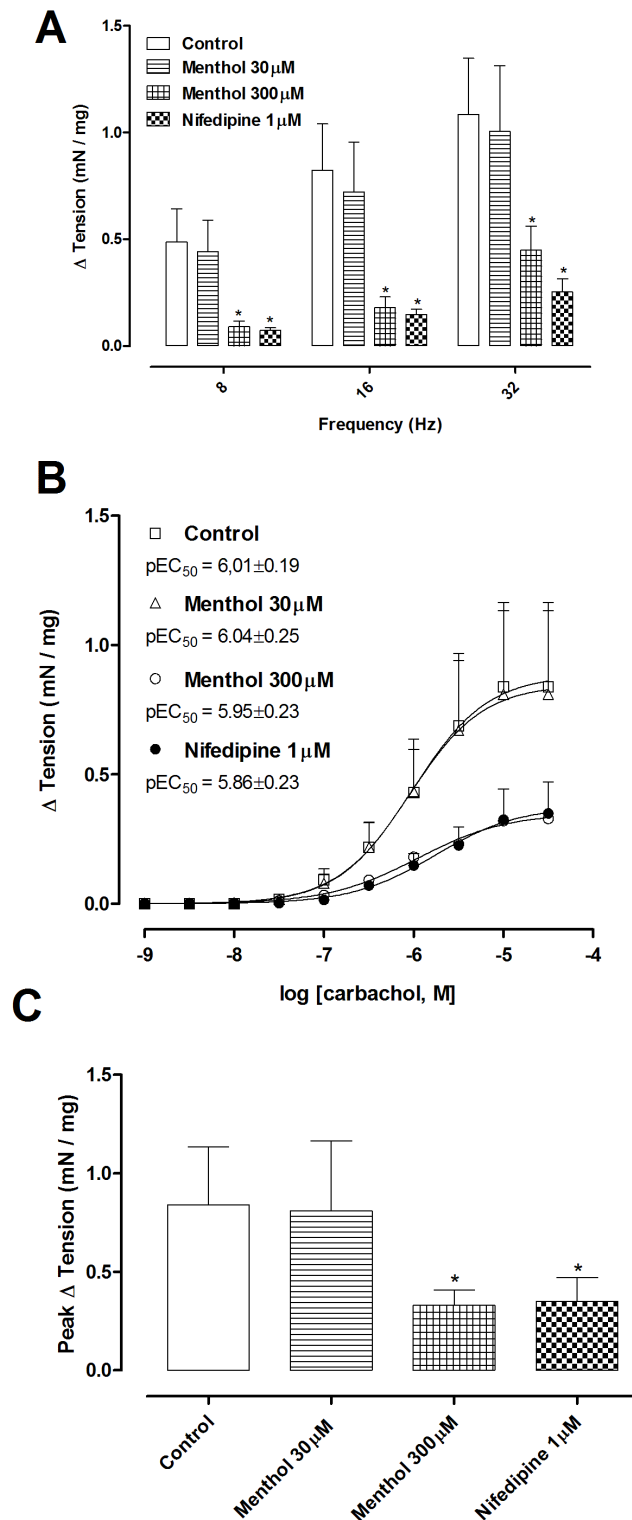 A
1.5
1.0
0.5
0.0
Δ Tension (mN / mg)
Control
Menthol 30μM
Menthol 300μM
Nifedipine 1μM
* *
* *
*
*
8
16
32
Frequency (Hz)
B
1.5
1.0
0.5
0.0
Δ Tension (mN / mg)
Control
pEC50 = 6,01±0.19
Menthol 30μM
pEC50 = 6.04±0.25
Menthol 300μM
pEC50 = 5.95±0.23
Nifedipine 1μM
pEC50 = 5.86±0.23
-9 -8 -7 -6 -5 -4
log [carbachol, M]
C
1.5
1.0
0.5
0.0
Peak Δ Tension (mN / mg)
* *
Control
Menthol 30μM
Menthol 300μM
Nifedipine 1μM